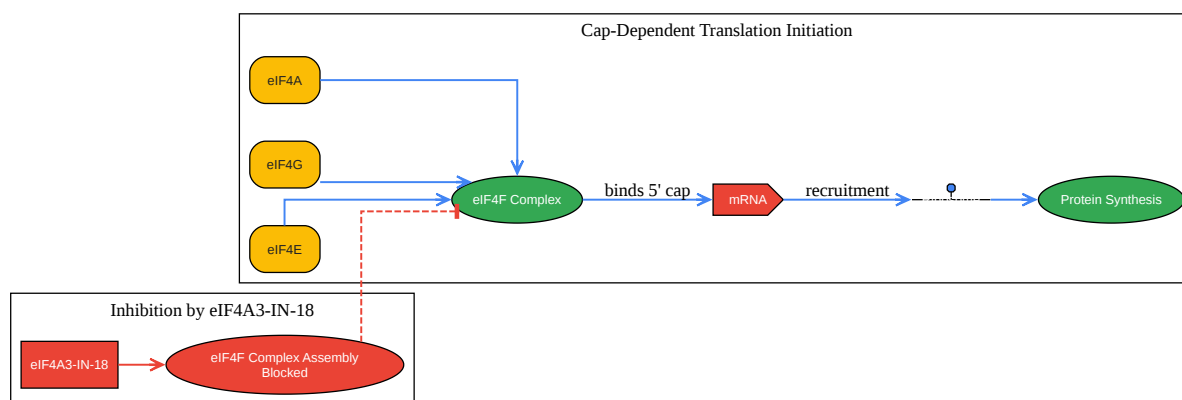 Cap-Dependent Translation Initiation
eIF4A
eIF4G
eIF4E
eIF4F Complex
binds 5' cap
mRNA
recruitment
Protein Synthesis
Inhibition by eIF4A3-IN-18
eIF4A3-IN-18
eIF4F Complex Assembly
Blocked